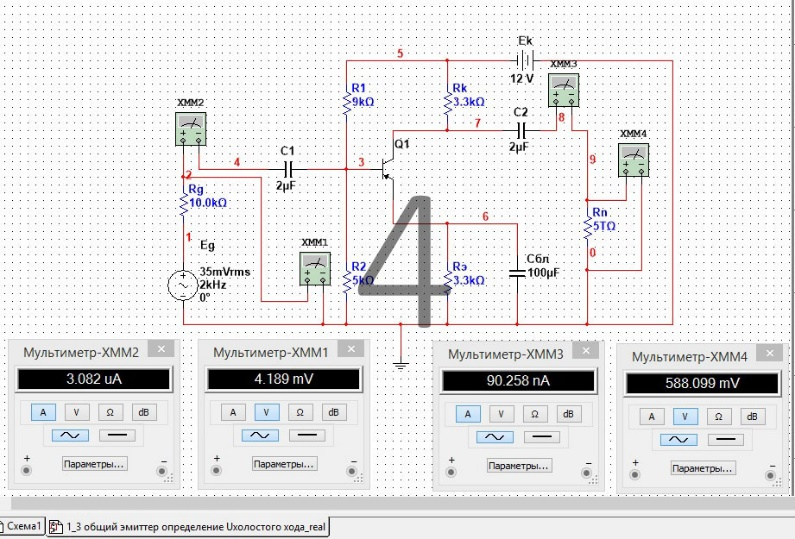 Ek
12 V
5
XMM3
R1
9kΩ
Rk
3.3kΩ
C2
2μF
8
7
XMM2
XMM4
Q1
C1
2μF
4
3
9
2
Rg
10.0kΩ
4
6
Rп
5TΩ
1
Eg
XMM1
35mVrms
2kHz
0°
R2
5kΩ
Rэ
3.3kΩ
Cбл
100μF
0
Мультиметр-XMM2
3.082 uA
A V Ω dB
+ −
Параметры...
Мультиметр-XMM1
4.189 mV
A V Ω dB
+ −
Параметры...
Мультиметр-XMM3
90.258 nA
A V Ω dB
+ −
Параметры...
Мультиметр-XMM4
588.099 mV
A V Ω dB
+ −
Параметры...
Схема1
1_3 общий эмиттер определение Uхолостого хода_real